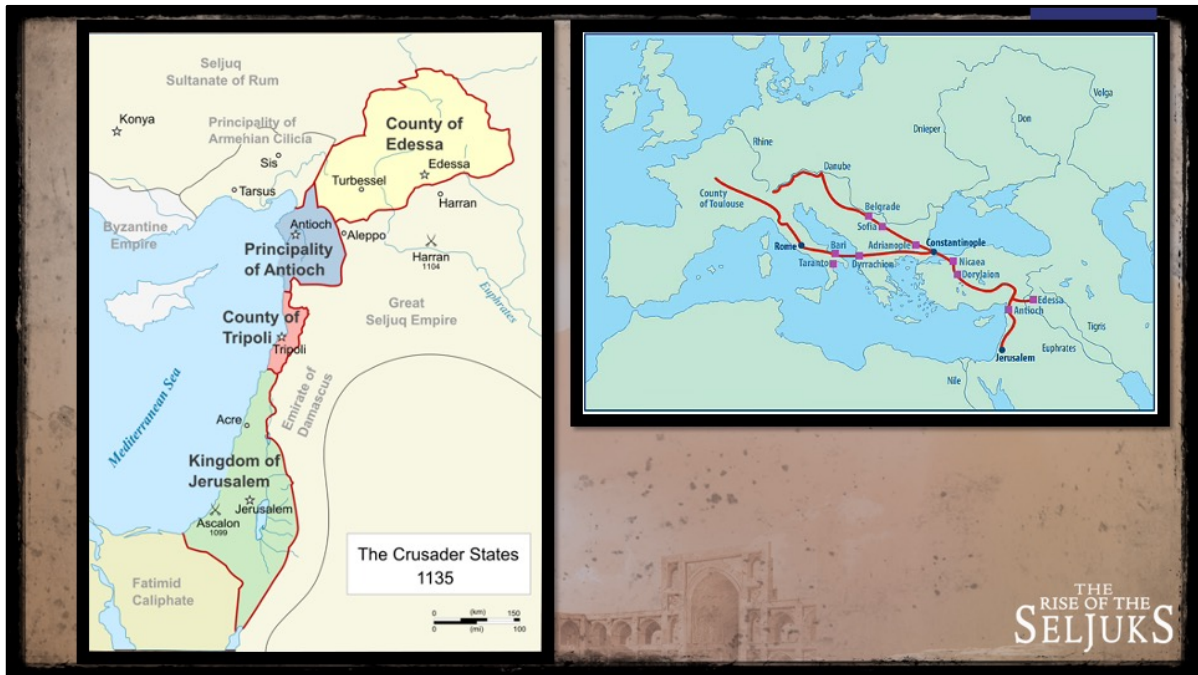 Seljuq
Sultanate of Rum
Konya
Principality of
Armehian Cilicia
Sis
Tarsus
Byzantine
Empire
County of
Edessa
Edessa
Turbessel
Harran
Antioch
Aleppo
Principality
of Antioch
Harran
1104
Great
Seljuq Empire
Euphrates
County of
Tripoli
Tripoli
Emirate of
Damascus
Mediterranean Sea
Acre
Kingdom of
Jerusalem
Jerusalem
Ascalon
1099
Fatimid
Caliphate
The Crusader States
1135
0 (km) 150
0 (mi) 100
Volga
Don
Dnieper
Rhine
Danube
County
of Toulouse
Belgrade
Sofia
Rome
Bari
Adrianople
Constantinople
Taranto
Dyrrachion
Nicaea
Dorylaion
Edessa
Antioch
Tigris
Euphrates
Jerusalem
Nile
THE
RISE OF THE
SELJUKS